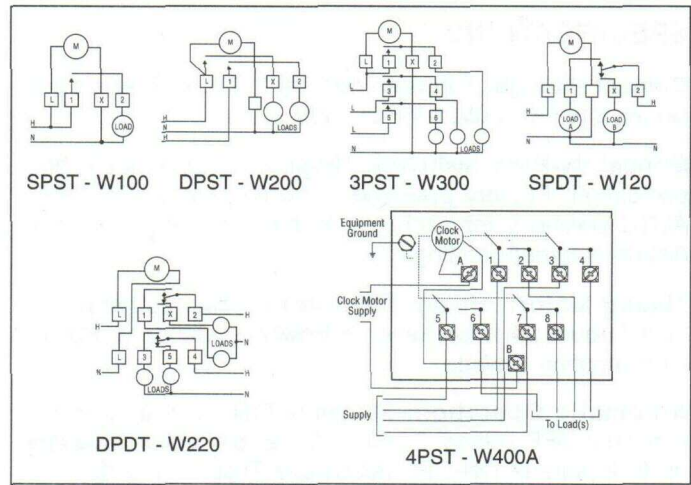 M
L 1 X 2
H
N
LOAD
SPST - W100
M
L 1 X 2
H
N
LOADS
DPST - W200
M
L 1 X 2
L 3 4
L 5 6
N
LOADS
3PST - W300
M
L 1 X 2
H
LOAD A
LOAD B
N
SPDT - W120
M
L 1 X 2
H
H
LOADS
N
L 3 5 4
N
H
LOADS
N
DPDT - W220
Equipment
Ground
Clock
Motor
A 1 2 3 4
Clock Motor
Supply
5 6 7 8
B
Supply
To Load(s)
4PST - W400A